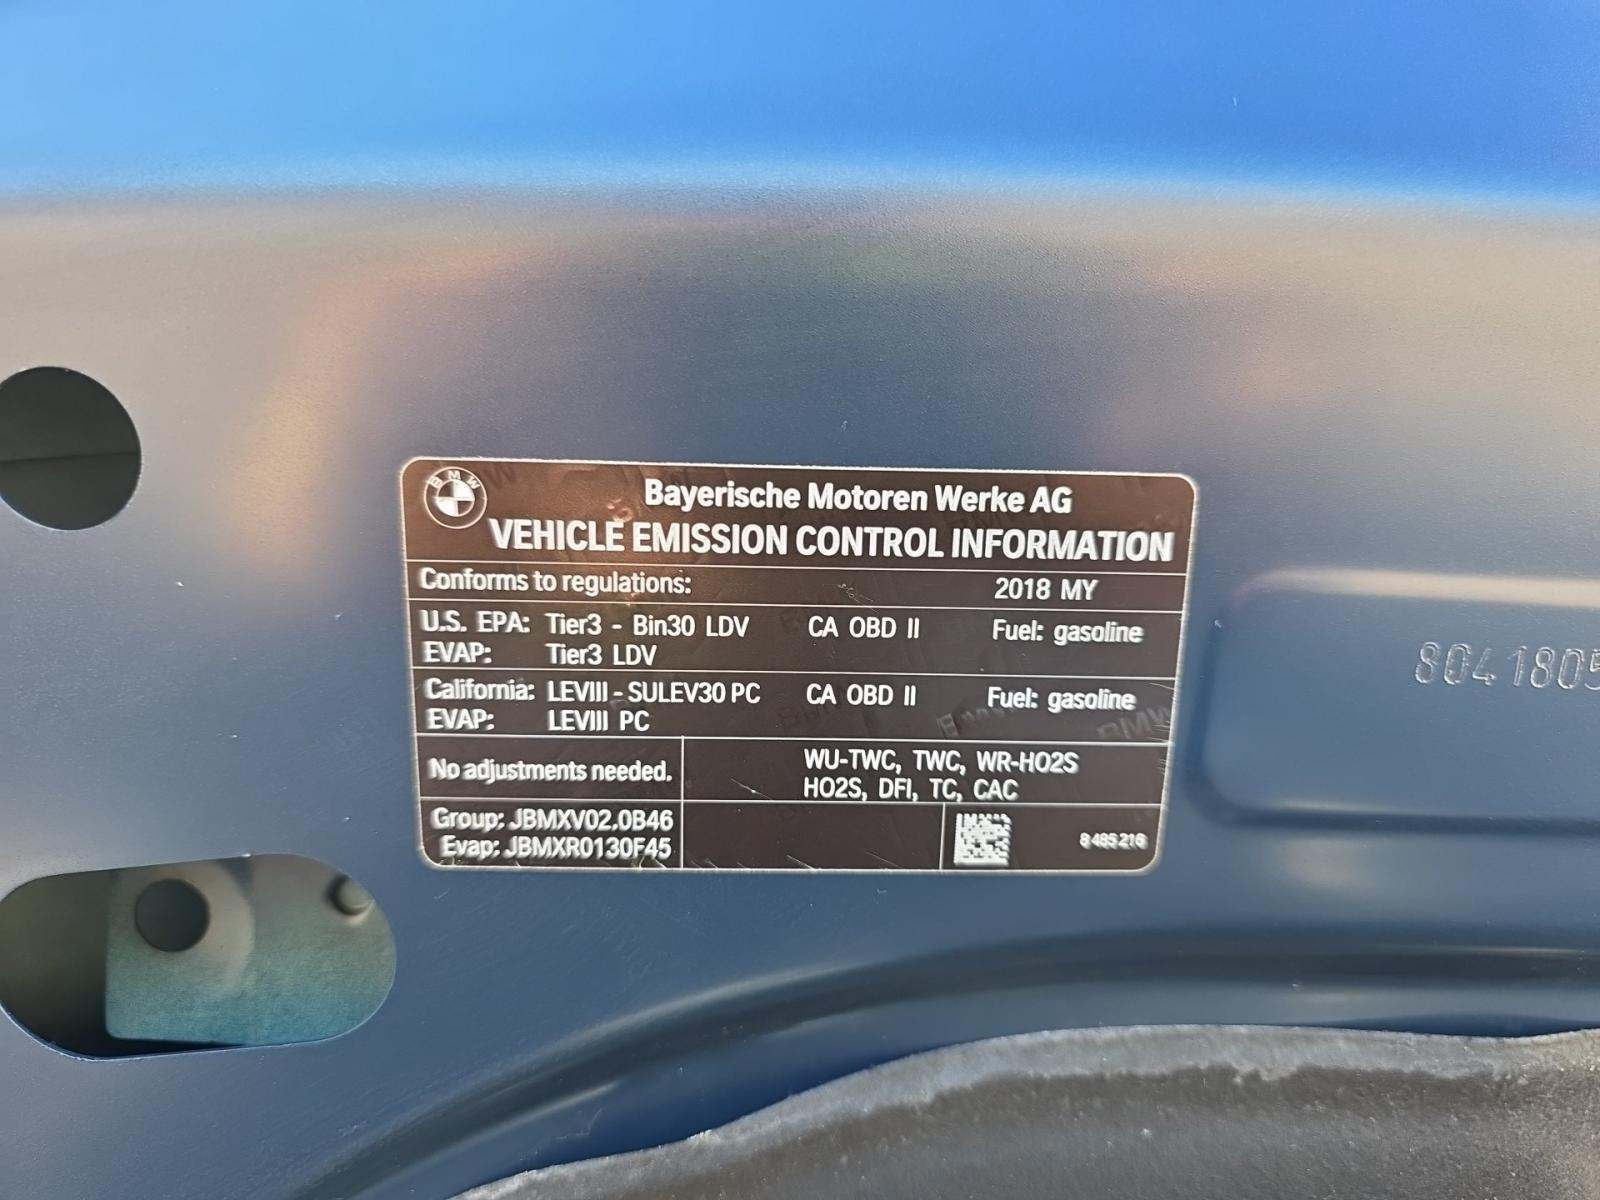 BMW
Bayerische Motoren Werke AG
VEHICLE EMISSION CONTROL INFORMATION
Conforms to regulations: 2018 MY
U.S. EPA: Tier3 - Bin30 LDV CA OBD II Fuel: gasoline
EVAP: Tier3 LDV
California: LEVIII - SULEV30 PC CA OBD II Fuel: gasoline
EVAP: LEVIII PC
No adjustments needed.
WU-TWC, TWC, WR-HO2S
HO2S, DFI, TC, CAC
Group: JBMXV02.0B46
Evap: JBMXR0130F45
8 485 216
8041805